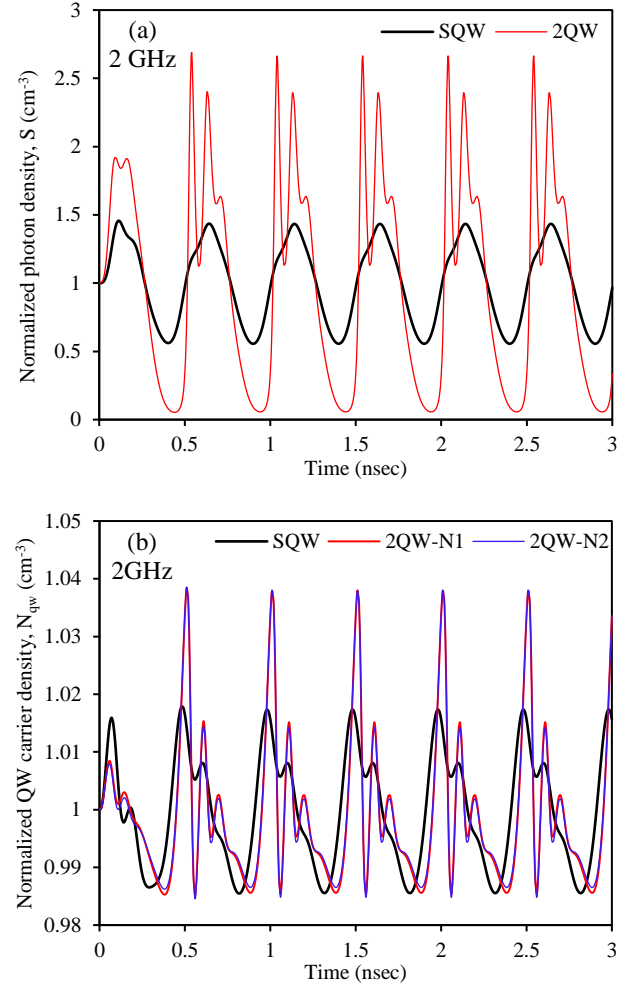 (a)
2 GHz
SQW 2QW
Normalized photon density, S (cm-3)
3
2.5
2
1.5
1
0.5
0
0 0.5 1 1.5 2 2.5 3
Time (nsec)
(b)
2GHz
SQW 2QW-N1 2QW-N2
Normalized QW carrier density, Nqw (cm-3)
1.05
1.04
1.03
1.02
1.01
1
0.99
0.98
0 0.5 1 1.5 2 2.5 3
Time (nsec)